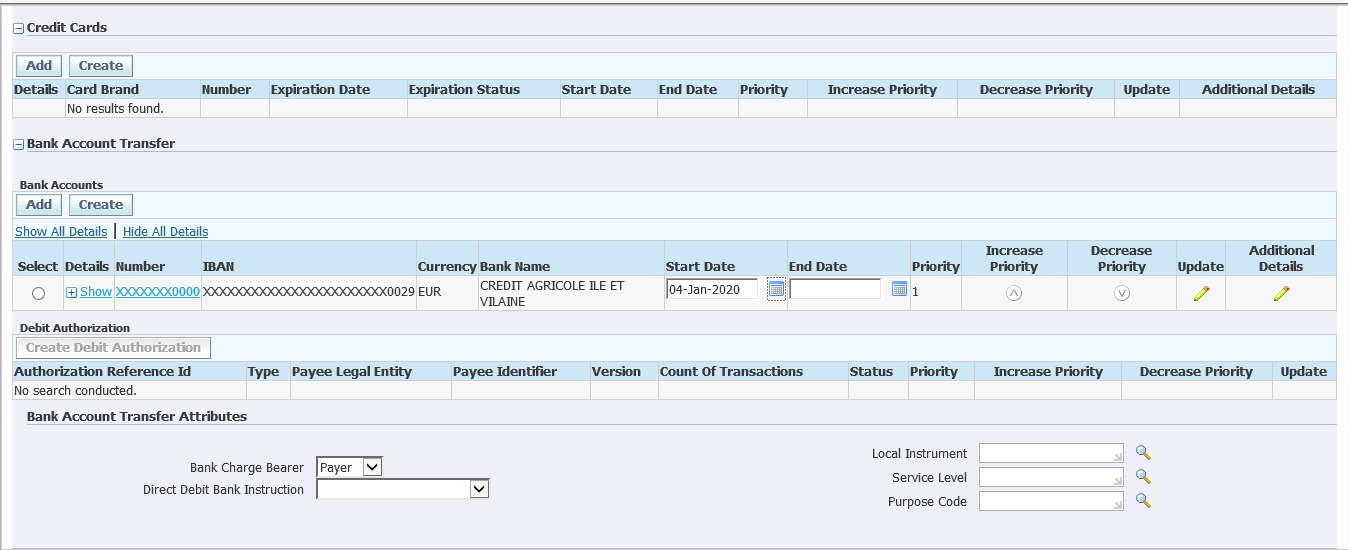 Credit Cards
Add Create
Details Card Brand Number Expiration Date Expiration Status Start Date End Date Priority Increase Priority Decrease Priority Update Additional Details
No results found.
Bank Account Transfer
Bank Accounts
Add Create
Show All Details | Hide All Details
Select Details Number IBAN Currency Bank Name Start Date End Date Priority Increase Priority Decrease Priority Update Additional Details
Show XXXXXXX0000 XXXXXXXXXXXXXXXXXXXXXXX0029 EUR CREDIT AGRICOLE ILE ET 04-Jan-2020 1
VILAINE
Debit Authorization
Create Debit Authorization
Authorization Reference Id Type Payee Legal Entity Payee Identifier Version Count Of Transactions Status Priority Increase Priority Decrease Priority Update
No search conducted.
Bank Account Transfer Attributes
Bank Charge Bearer Payer
Direct Debit Bank Instruction
Local Instrument
Service Level
Purpose Code